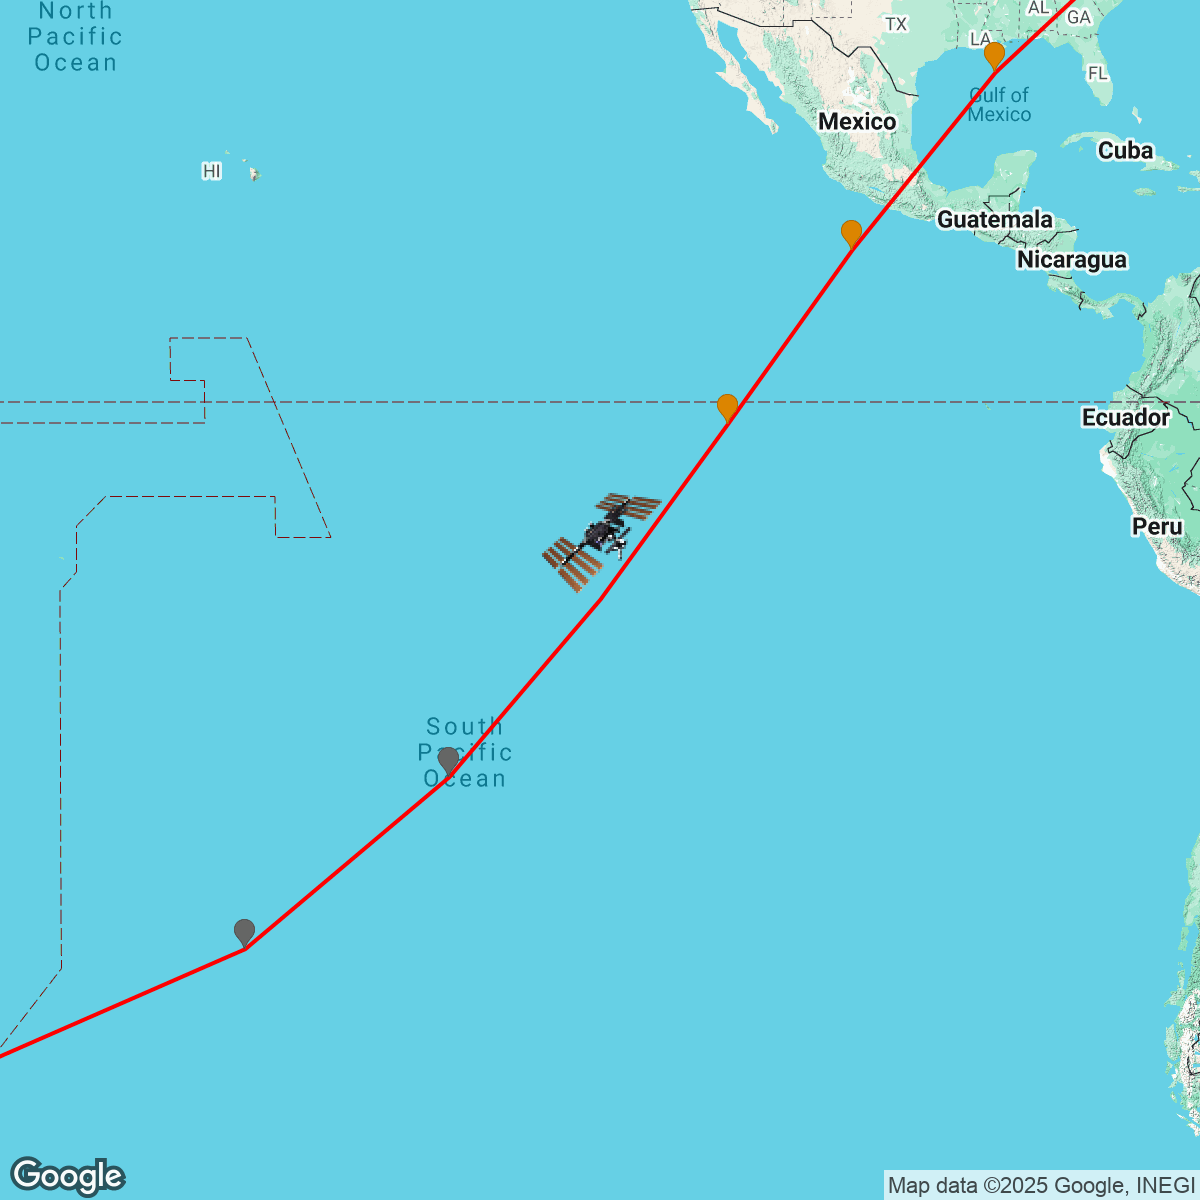 North
Pacific
Ocean
TX
LA
AL
GA
FL
Gulf of
Mexico
Mexico
Cuba
HI
Guatemala
Nicaragua
Ecuador
Peru
South
Pacific
Ocean
Google
Map data ©2025 Google, INEGI